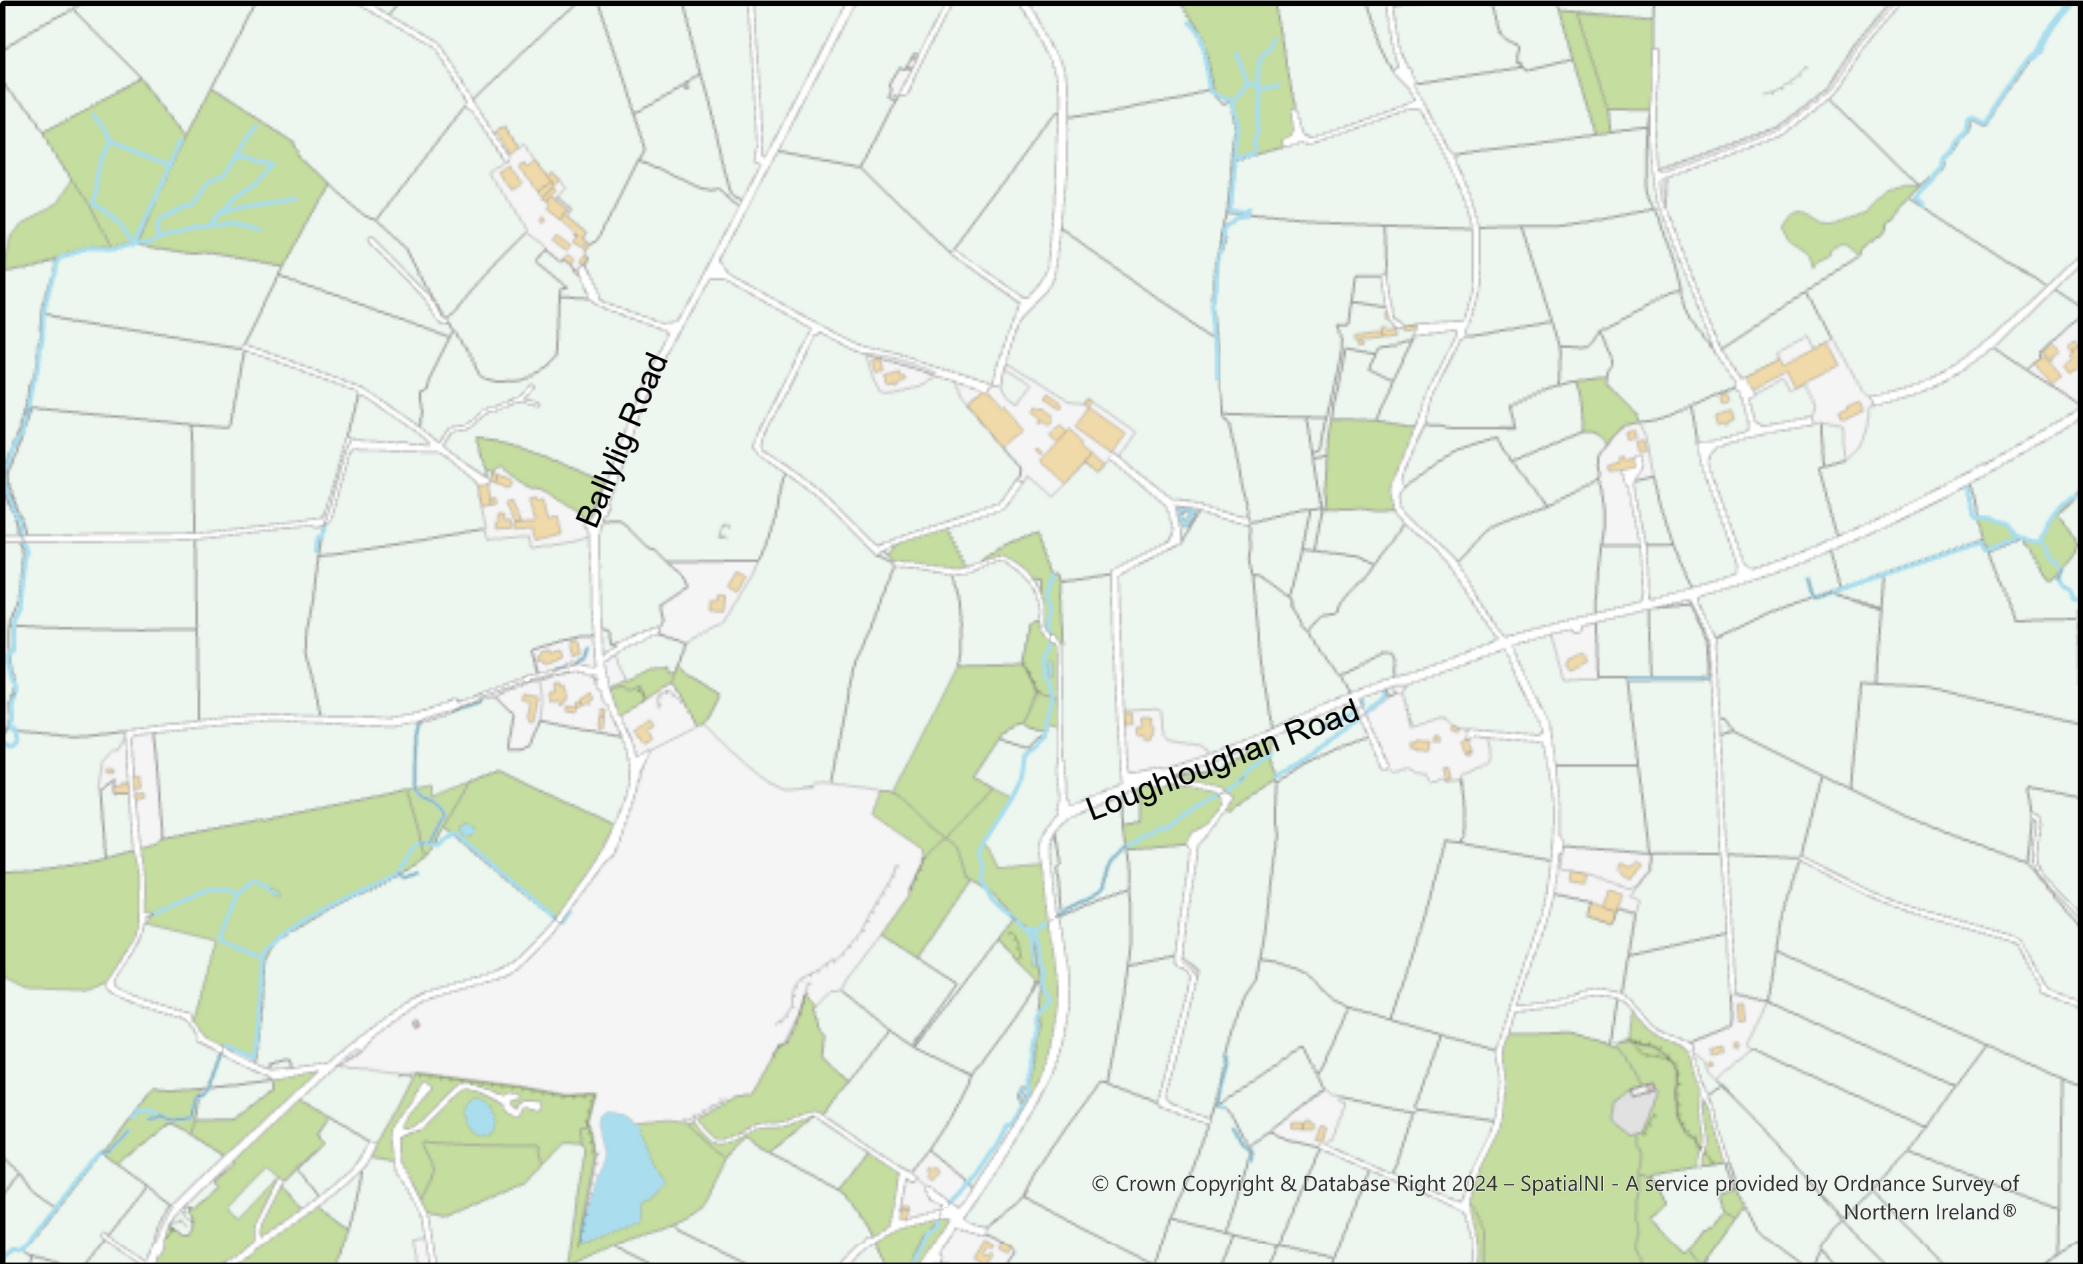 Ballylig Road
Loughloughan Road
© Crown Copyright & Database Right 2024 – SpatialNI - A service provided by Ordnance Survey of
Northern Ireland®